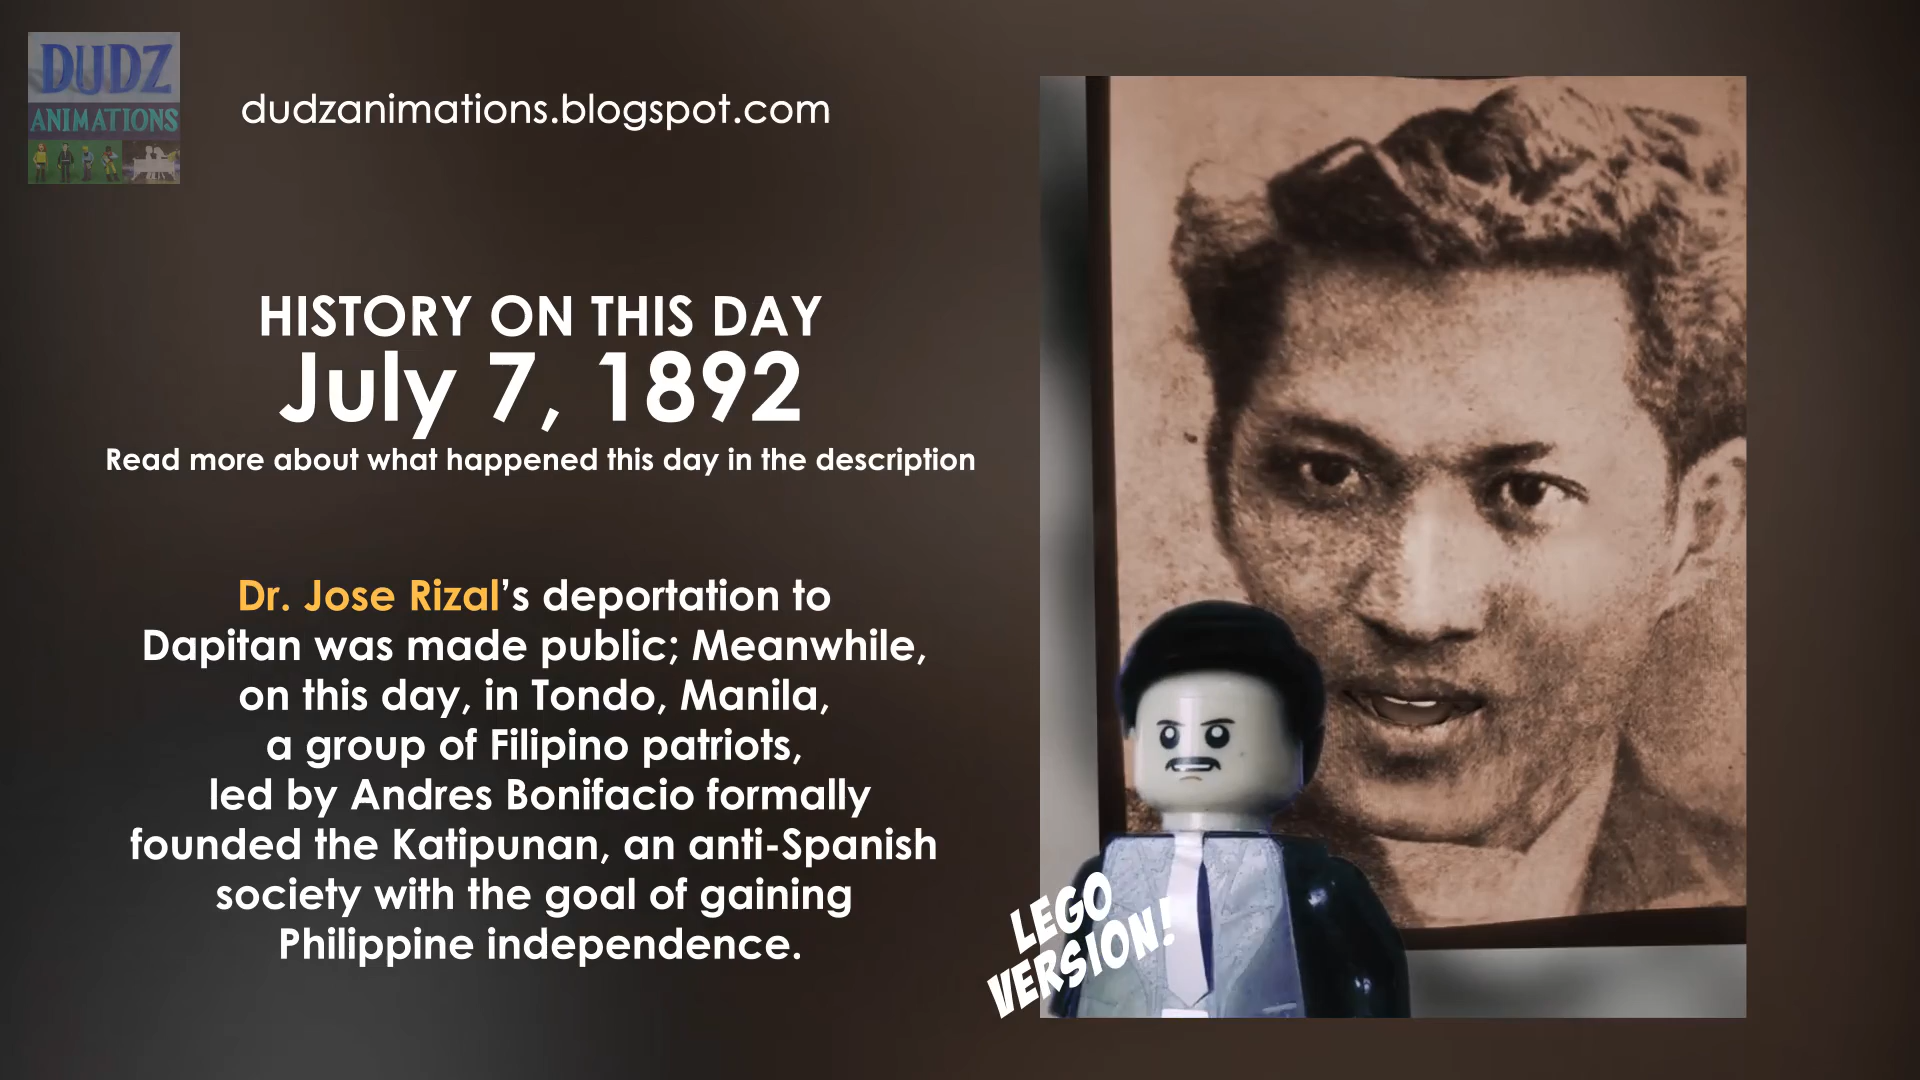 DUDZ
ANIMATIONS
dudzanimations.blogspot.com
HISTORY ON THIS DAY
July 7, 1892
Read more about what happened this day in the description
Dr. Jose Rizal’s deportation to
Dapitan was made public; Meanwhile,
on this day, in Tondo, Manila,
a group of Filipino patriots,
led by Andres Bonifacio formally
founded the Katipunan, an anti-Spanish
society with the goal of gaining
Philippine independence.
LEGO
VERSION!